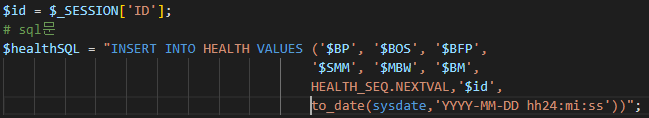 $id = $_SESSION['ID'];
# sql문
$healthSQL = "INSERT INTO HEALTH VALUES ('$BP', '$BOS', '$BFP',
'$SMM', '$MBW', '$BM',
HEALTH_SEQ.NEXTVAL,'$id',
to_date(sysdate,'YYYY-MM-DD hh24:mi:ss'))";